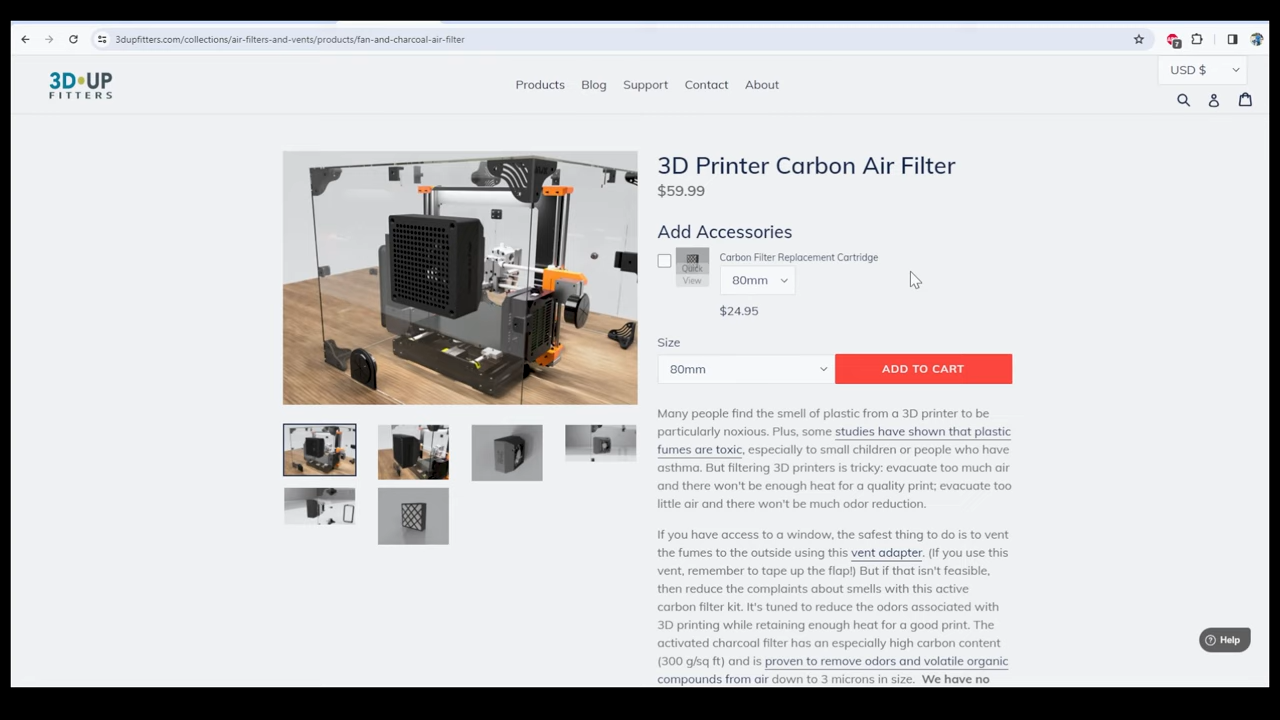 3dupfitters.com/collections/air-filters-and-vents/products/fan-and-charcoal-air-filter
7
USD $
3D•UP
FITTERS
Products
Blog
Support
Contact
About
3D Printer Carbon Air Filter
$59.99
Add Accessories
Quick
View
Carbon Filter Replacement Cartridge
80mm
$24.95
Size
80mm
ADD TO CART
Many people find the smell of plastic from a 3D printer to be
particularly noxious. Plus, some studies have shown that plastic
fumes are toxic, especially to small children or people who have
asthma. But filtering 3D printers is tricky: evacuate too much air
and there won't be enough heat for a quality print; evacuate too
little air and there won't be much odor reduction.
If you have access to a window, the safest thing to do is to vent
the fumes to the outside using this vent adapter. (If you use this
vent, remember to tape up the flap!) But if that isn't feasible,
then reduce the complaints about smells with this active
carbon filter kit. It's tuned to reduce the odors associated with
3D printing while retaining enough heat for a good print. The
activated charcoal filter has an especially high carbon content
(300 g/sq ft) and is proven to remove odors and volatile organic
compounds from air down to 3 microns in size. We have no
Help